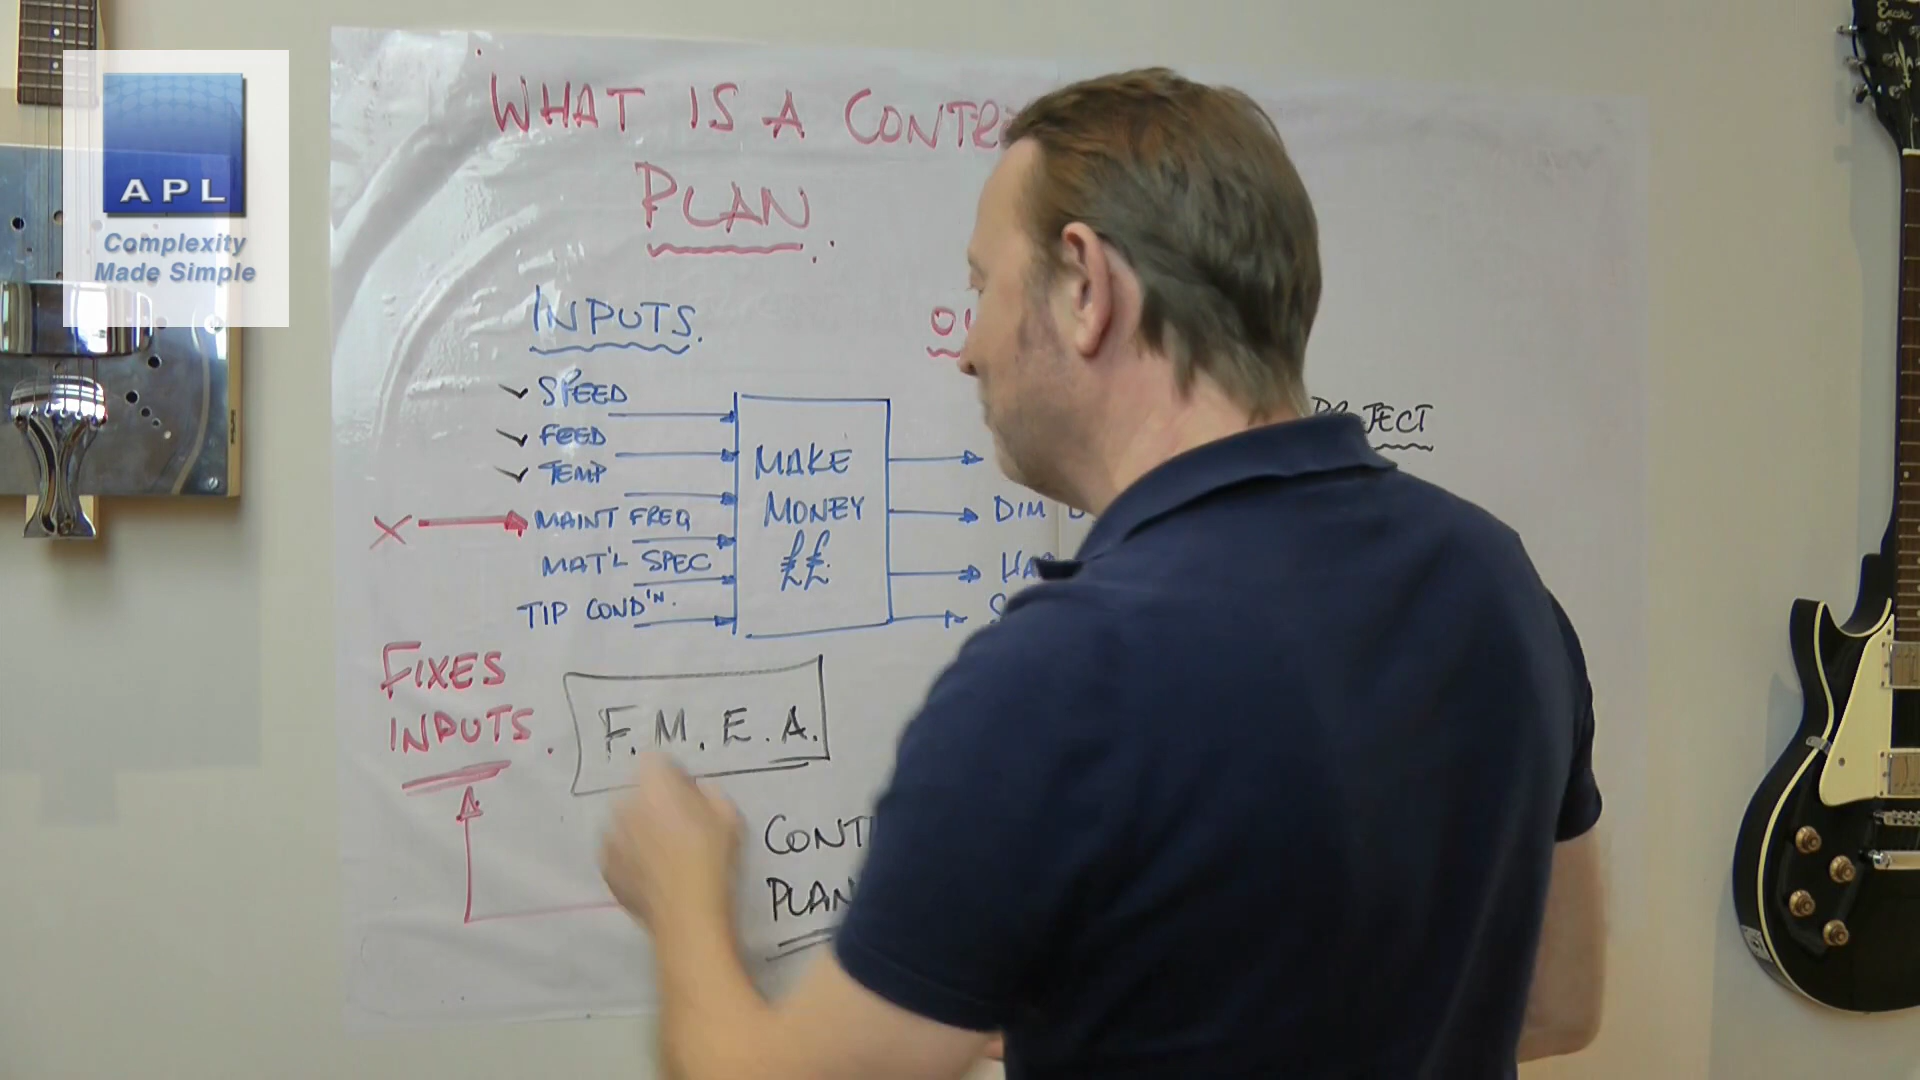 APL
Complexity
Made Simple
WHAT IS A CONTR
PLAN.
INPUTS.
SPEED
FEED
TEMP
X MAINT FREQ
MAT'L SPEC
TIP COND'N.
MAKE
MONEY
££
DIM
FIXES
INPUTS.
F.M.E.A.
CONT
PLAN